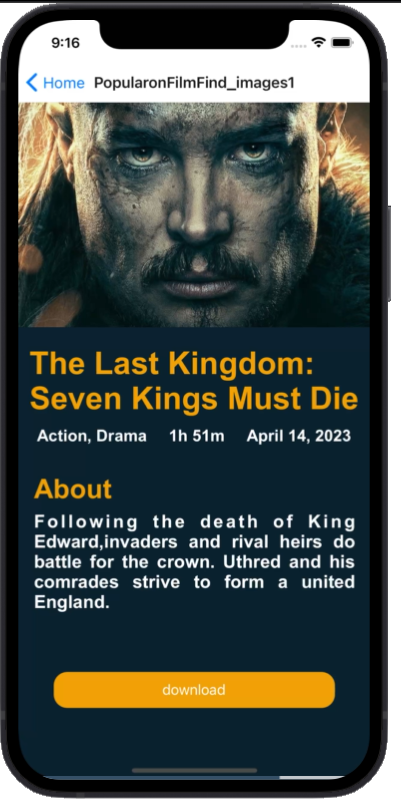 9:16
Home PopularonFilmFind_images1
The Last Kingdom:
Seven Kings Must Die
Action, Drama 1h 51m April 14, 2023
About
Following the death of King
Edward,invaders and rival heirs do
battle for the crown. Uthred and his
comrades strive to form a united
England.
download